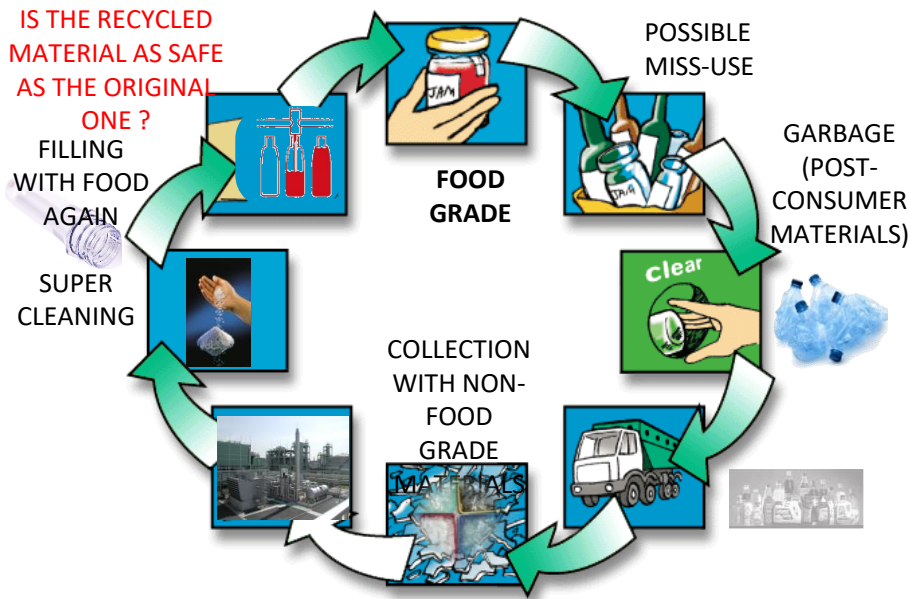 IS THE RECYCLED
MATERIAL AS SAFE
AS THE ORIGINAL
ONE ?
FILLING
WITH FOOD
AGAIN
SUPER
CLEANING
JAM
FOOD
GRADE
POSSIBLE
MISS-USE
JAM
GARBAGE
(POST-
CONSUMER
MATERIALS)
clear
COLLECTION
WITH NON-
FOOD
GRADE
MATERIALS